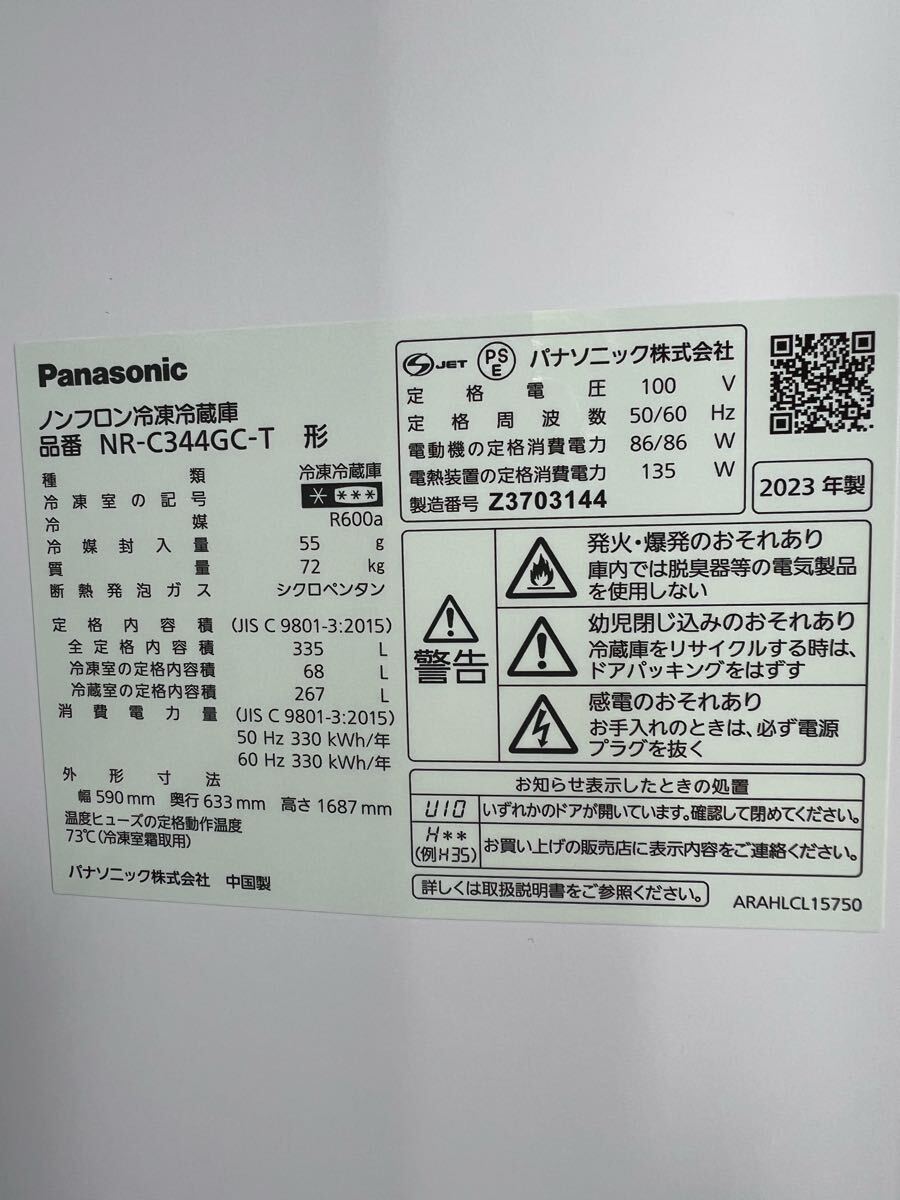 Panasonic
ノンフロン冷凍冷蔵庫
品番 NR-C344GC-T 形
種類 冷凍冷蔵庫
冷凍室の記号 * ***
冷媒 R600a
冷媒封入量 55 g
質量 72 kg
断熱発泡ガス シクロペンタン
定格内容積 (JIS C 9801-3:2015)
全定格内容積 335 L
冷凍室の定格内容積 68 L
冷蔵室の定格内容積 267 L
消費電力量 (JIS C 9801-3:2015)
50 Hz 330 kWh/年
60 Hz 330 kWh/年
外形寸法
幅 590 mm 奥行 633 mm 高さ 1687 mm
温度ヒューズの定格動作温度
73℃(冷凍室霜取用)
パナソニック株式会社 中国製
S JET PSE パナソニック株式会社
定格電圧 100 V
定格周波数 50/60 Hz
電動機の定格消費電力 86/86 W
電熱装置の定格消費電力 135 W
製造番号 Z3703144
2023 年製
警告
発火・爆発のおそれあり
庫内では脱臭器等の電気製品
を使用しない
幼児閉じ込みのおそれあり
冷蔵庫をリサイクルする時は、
ドアパッキングをはずす
感電のおそれあり
お手入れのときは、必ず電源
プラグを抜く
お知らせ表示したときの処置
U10 いずれかのドアが開いています。確認して閉めてください。
H** (例H35) お買い上げの販売店に表示内容をご連絡ください。
詳しくは取扱説明書をご参照ください。
ARAHLCL15750